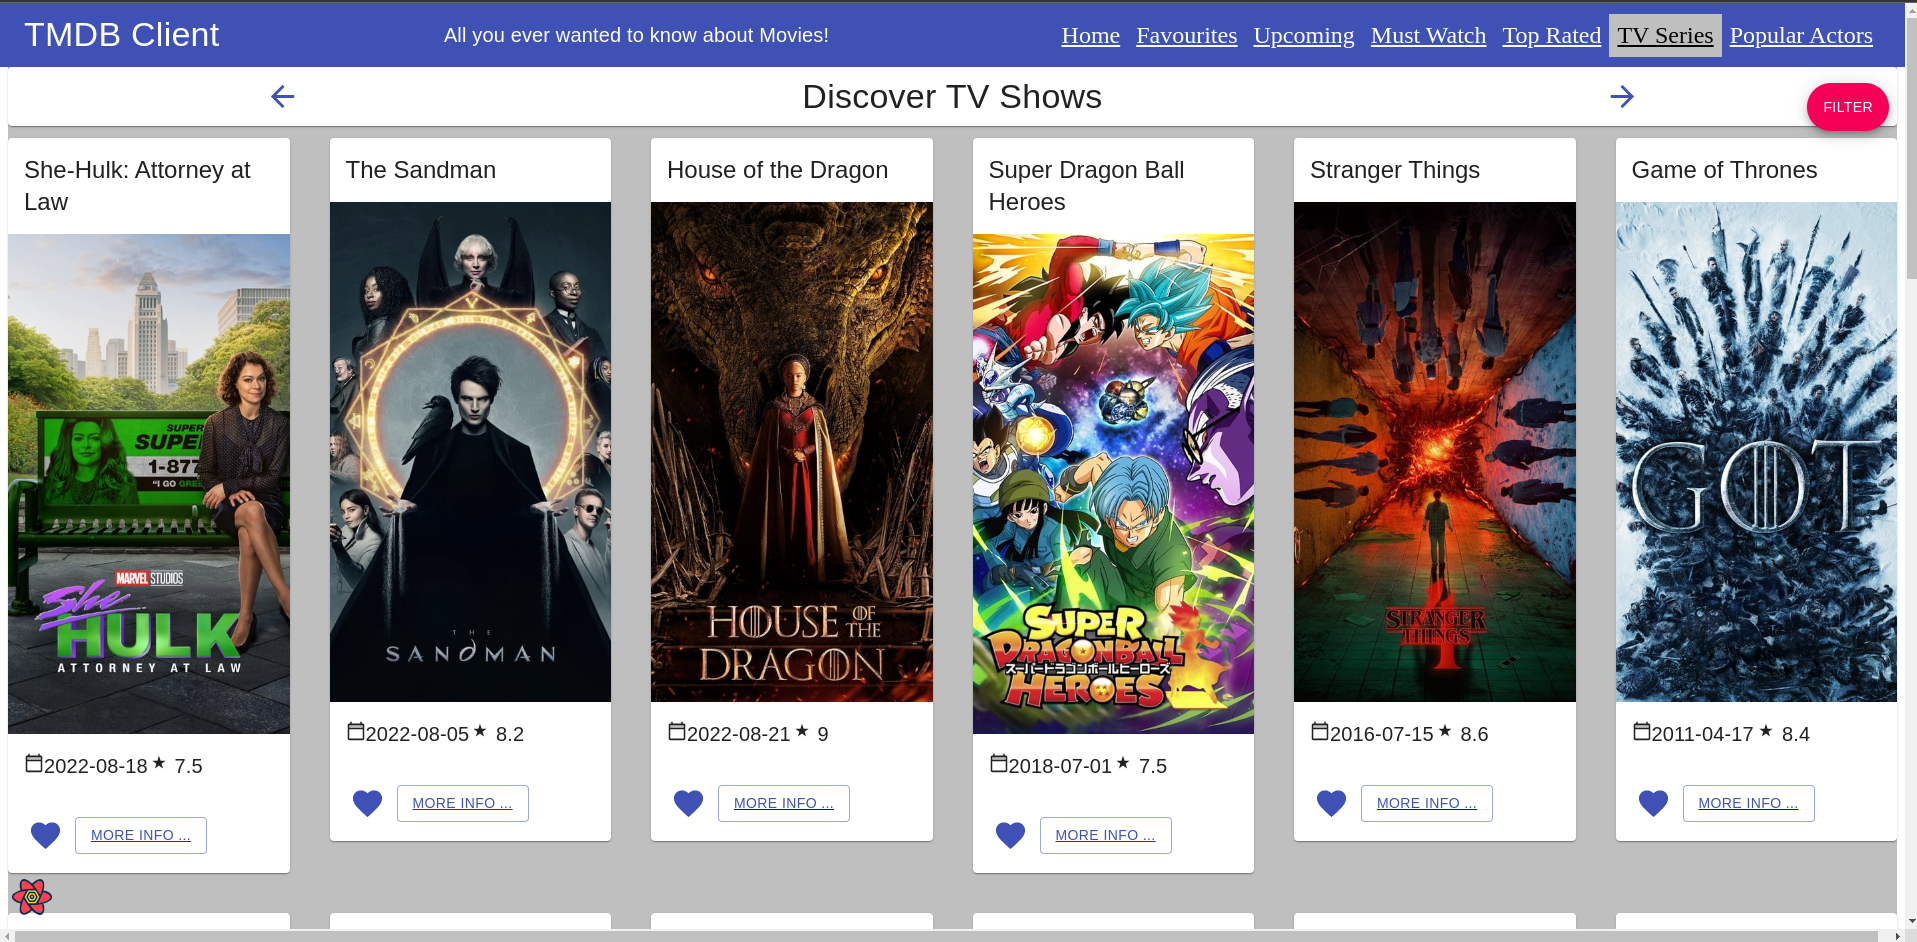 TMDB Client
All you ever wanted to know about Movies!
Home Favourites Upcoming Must Watch Top Rated TV Series Popular Actors
Discover TV Shows
FILTER
She-Hulk: Attorney at
Law
SUPER
SUPE
1-877
"I GO GRE
MARVEL STUDIOS
She
HULK
ATTORNEY AT LAW
2022-08-18 ★ 7.5
MORE INFO ...
The Sandman
THE
SANDMAN
2022-08-05 ★ 8.2
MORE INFO ...
House of the Dragon
HOUSE OF
THE
DRAGON
2022-08-21 ★ 9
MORE INFO ...
Super Dragon Ball
Heroes
SUPER
DRAGONBALL
スーパードラゴンボールヒーローズ
HEROES
2018-07-01 ★ 7.5
MORE INFO ...
Stranger Things
STRANGER
THINGS
4
2016-07-15 ★ 8.6
MORE INFO ...
Game of Thrones
GOT
2011-04-17 ★ 8.4
MORE INFO ...